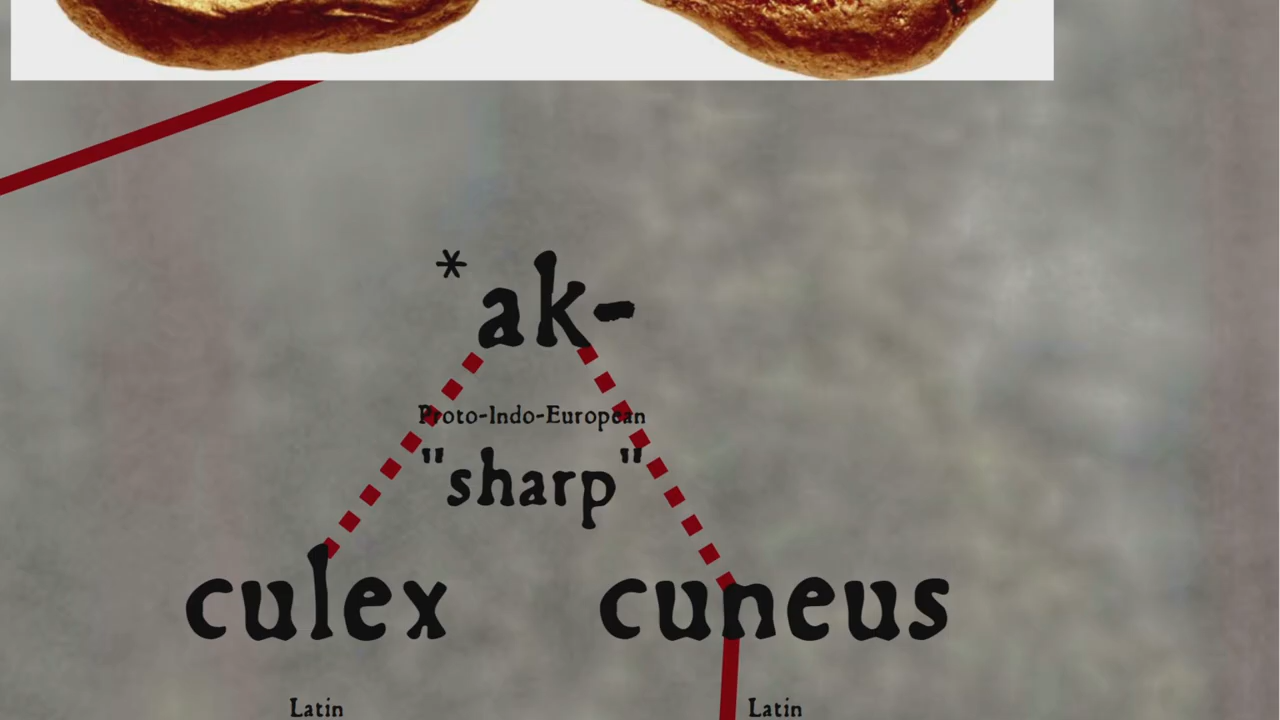 *ak-
Proto-Indo-European
"sharp"
culex cuneus
Latin Latin